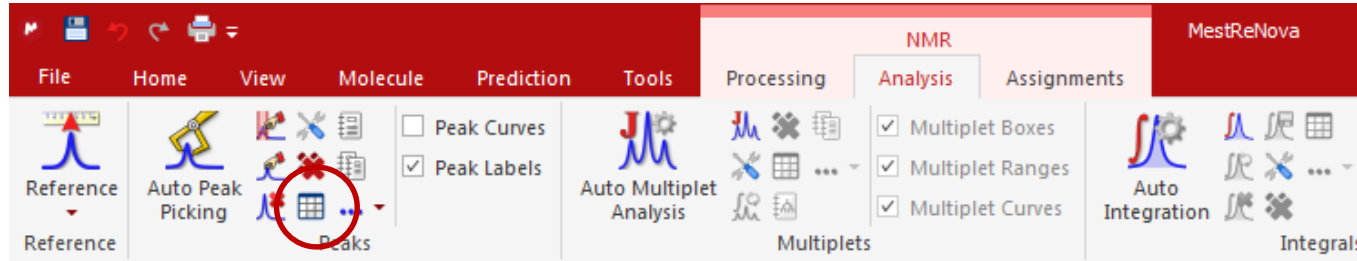 NMR
MestReNova
File
Home
View
Molecule
Prediction
Tools
Processing
Analysis
Assignments
Reference
Auto Peak
Picking
Peak Curves
Peak Labels
Auto Multiplet
Analysis
Multiplet Boxes
Multiplet Ranges
Multiplet Curves
Auto
Integration
Reference
Peaks
Multiplets
Integrals